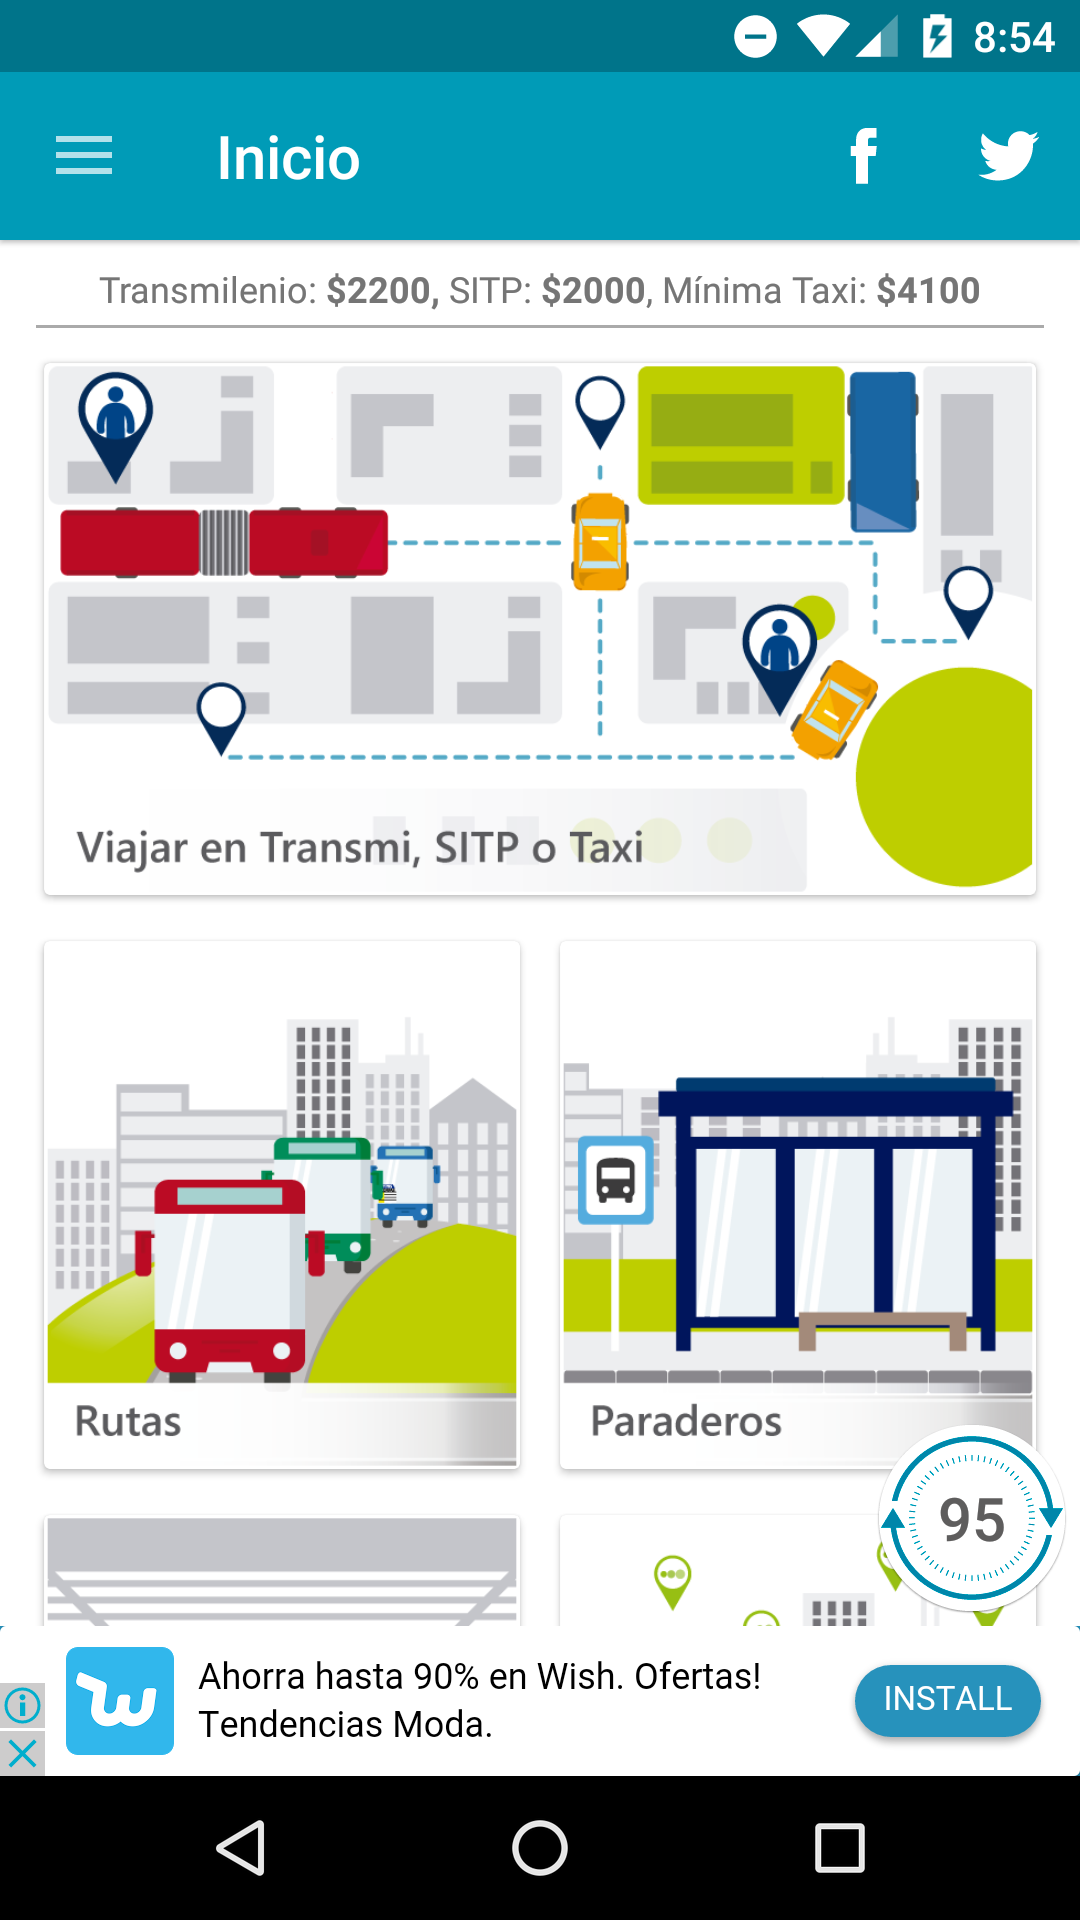 8:54
Inicio
Transmilenio: $2200, SITP: $2000, Mínima Taxi: $4100
Viajar en Transmi, SITP o Taxi
Rutas
Paraderos
95
Ahorra hasta 90% en Wish. Ofertas!
Tendencias Moda.
INSTALL